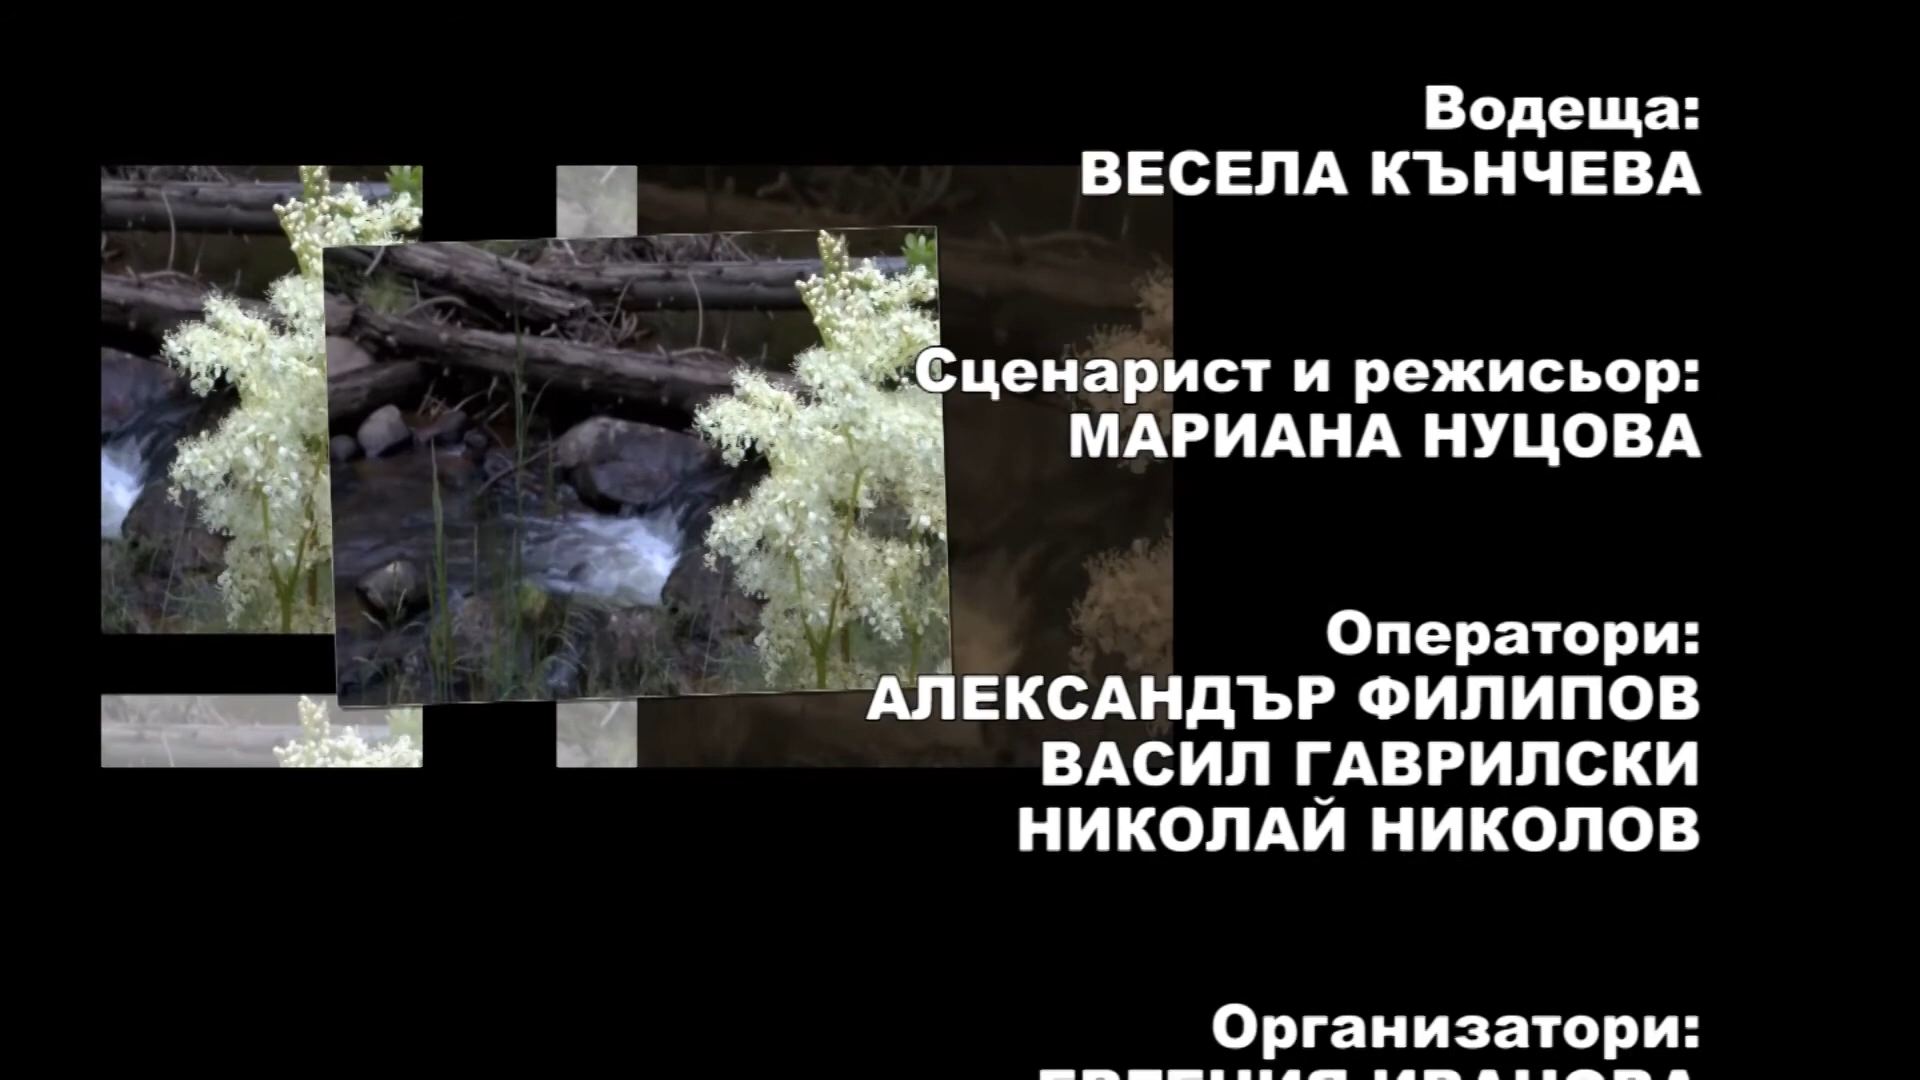 Водеща:
ВЕСЕЛА КЪНЧЕВА
Сценарист и режисьор:
МАРИАНА НУЦОВА
Оператори:
АЛЕКСАНДЪР ФИЛИПОВ
ВАСИЛ ГАВРИЛСКИ
НИКОЛАЙ НИКОЛОВ
Организатори: